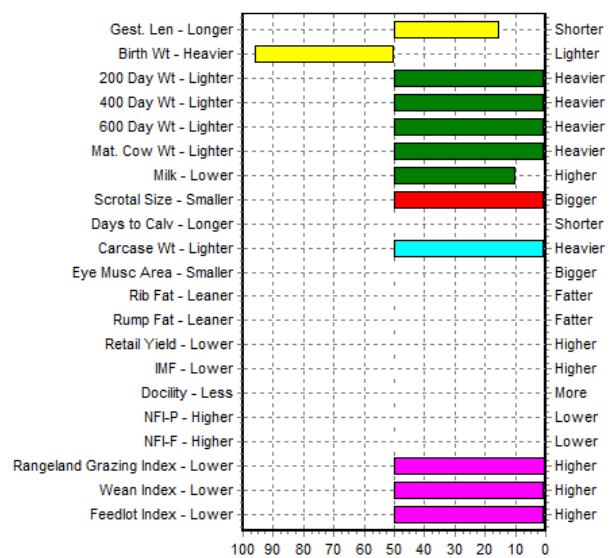 Gest. Len - Longer Shorter
Birth Wt - Heavier Lighter
200 Day Wt - Lighter Heavier
400 Day Wt - Lighter Heavier
600 Day Wt - Lighter Heavier
Mat. Cow Wt - Lighter Heavier
Milk - Lower Higher
Scrotal Size - Smaller Bigger
Days to Calv - Longer Shorter
Carcase Wt - Lighter Heavier
Eye Musc Area - Smaller Bigger
Rib Fat - Leaner Fatter
Rump Fat - Leaner Fatter
Retail Yield - Lower Higher
IMF - Lower Higher
Docility - Less More
NFI-P - Higher Lower
NFI-F - Higher Lower
Rangeland Grazing Index - Lower Higher
Wean Index - Lower Higher
Feedlot Index - Lower Higher
100 90 80 70 60 50 40 30 20 10 0